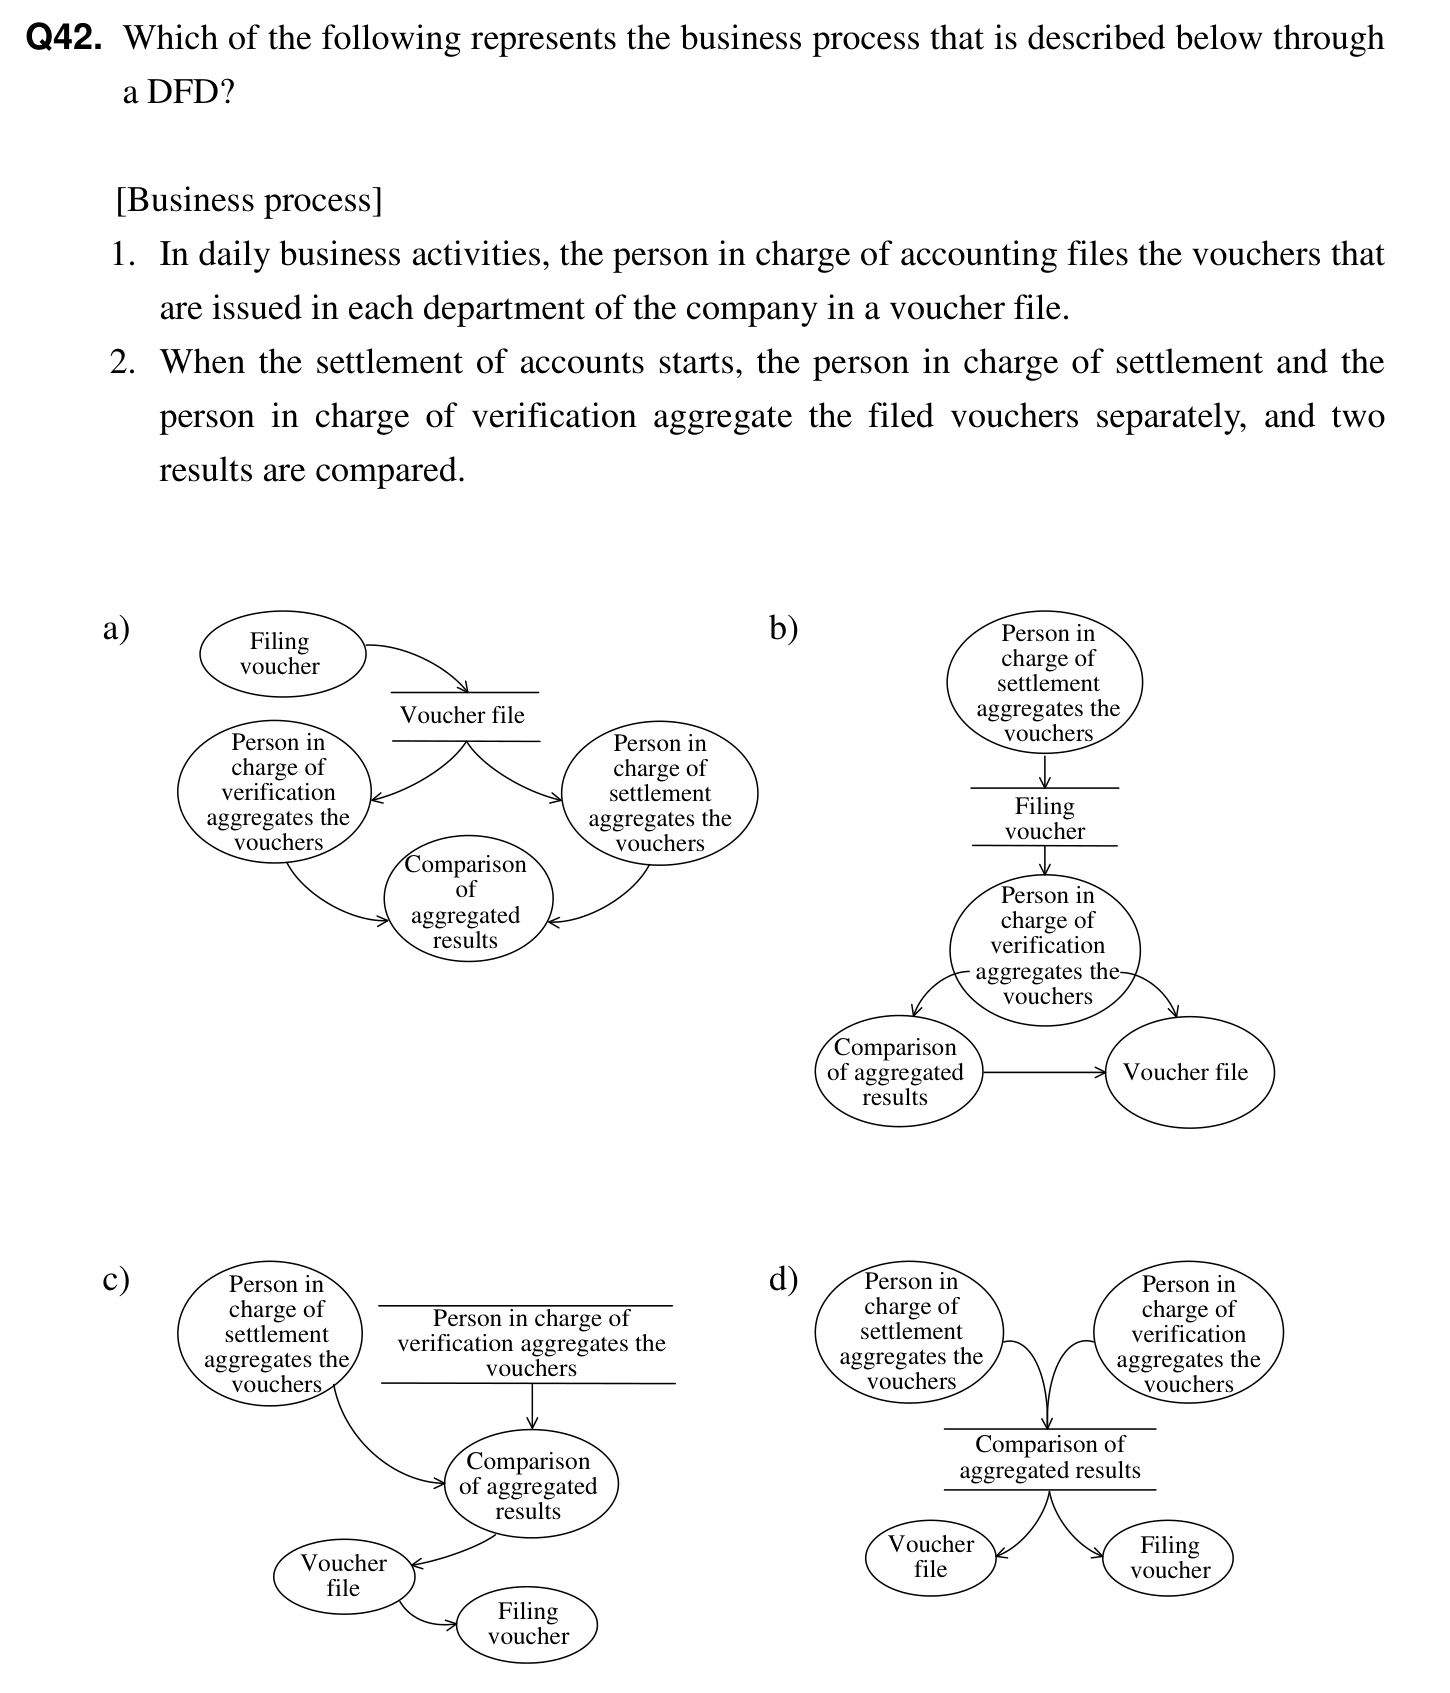 Q42. Which of the following represents the business process that is described below through
a DFD?
[Business process]
1. In daily business activities, the person in charge of accounting files the vouchers that
are issued in each department of the company in a voucher file.
2. When the settlement of accounts starts, the person in charge of settlement and the
person in charge of verification aggregate the filed vouchers separately, and two
results are compared.
a)
Filing
voucher
Voucher file
Person in
charge of
verification
aggregates the
vouchers
Person in
charge of
settlement
aggregates the
vouchers
Comparison
of
aggregated
results
b)
Person in
charge of
settlement
aggregates the
vouchers
Filing
voucher
Person in
charge of
verification
aggregates the
vouchers
Comparison
of aggregated
results
Voucher file
c)
Person in
charge of
settlement
aggregates the
vouchers
Person in charge of
verification aggregates the
vouchers
Comparison
of aggregated
results
Voucher
file
Filing
voucher
d)
Person in
charge of
settlement
aggregates the
vouchers
Person in
charge of
verification
aggregates the
vouchers
Comparison of
aggregated results
Voucher
file
Filing
voucher